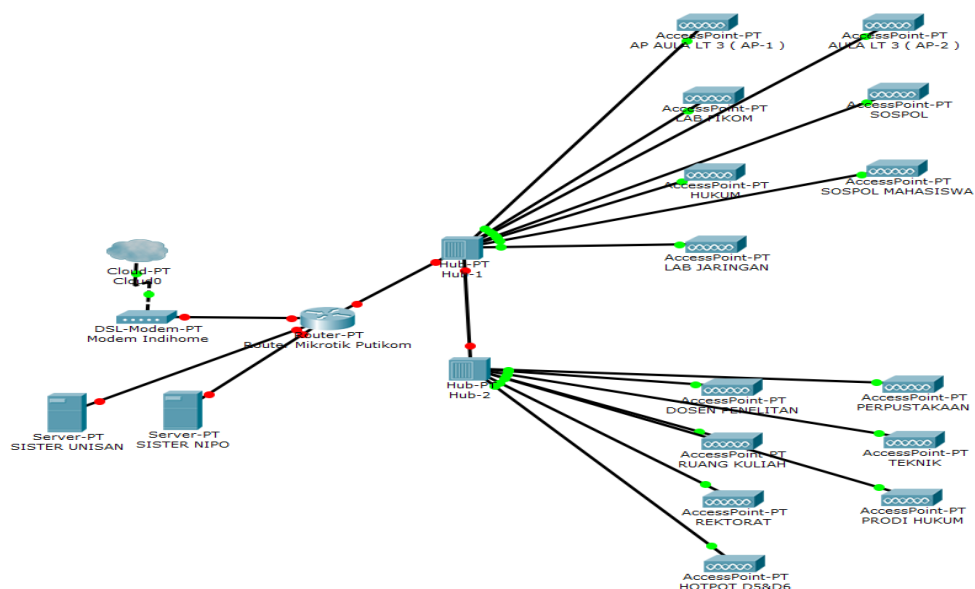 AccessPoint-PT
AP AULA LT 3 ( AP-1 )
AccessPoint-PT
AULA LT 3 ( AP-2 )
AccessPoint-PT
LAB FIKOM
AccessPoint-PT
SOSPOL
AccessPoint-PT
HUKUM
AccessPoint-PT
SOSPOL MAHASISWA
AccessPoint-PT
LAB JARINGAN
Hub-PT
Hub-1
Cloud-PT
Cloud0
DSL-Modem-PT
Modem Indihome
Router-PT
Router Mikrotik Putikom
Server-PT
SISTER UNISAN
Server-PT
SISTER NIPO
Hub-PT
Hub-2
AccessPoint-PT
DOSEN PENELITAN
AccessPoint-PT
PERPUSTAKAAN
AccessPoint-PT
RUANG KULIAH
AccessPoint-PT
TEKNIK
AccessPoint-PT
REKTORAT
AccessPoint-PT
PRODI HUKUM
AccessPoint-PT
HOTPOT D5&D6